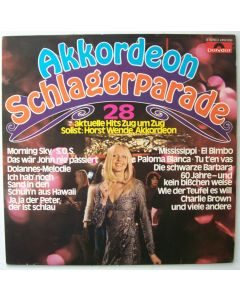 STEREO
Polydor
Akkordeon
Schlagerparade
28
aktuelle Hits Zug um Zug
Solist: Horst Wende, Akkordeon
Morning Sky · S.O.S.
Das wär John nie passiert
Dolannes-Melodie
Ich hab' noch
Sand in den
Schuh'n aus Hawaii
Ja, ja der Peter,
der ist schlau
Mississippi · El Bimbo
Paloma Blanca · Tu t'en vas
Die schwarze Barbara
60 Jahre – und
kein bißchen weise
Wie der Teufel es will
Charlie Brown
und viele andere